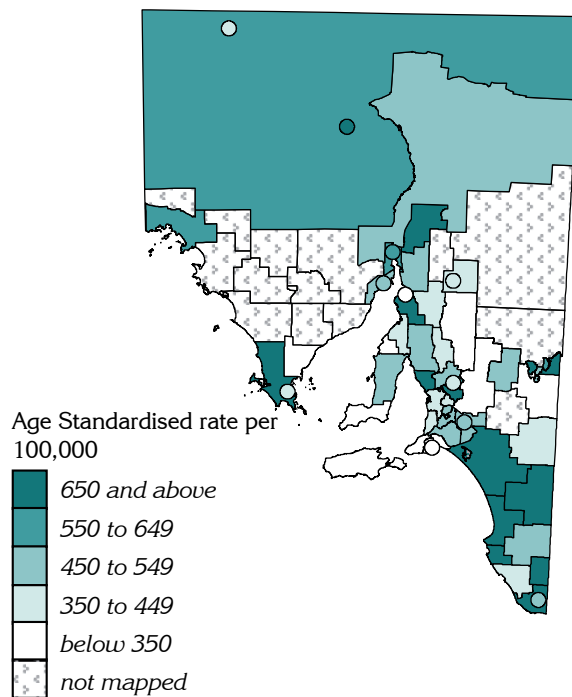 Age Standardised rate per
100,000
650 and above
550 to 649
450 to 549
350 to 449
below 350
not mapped